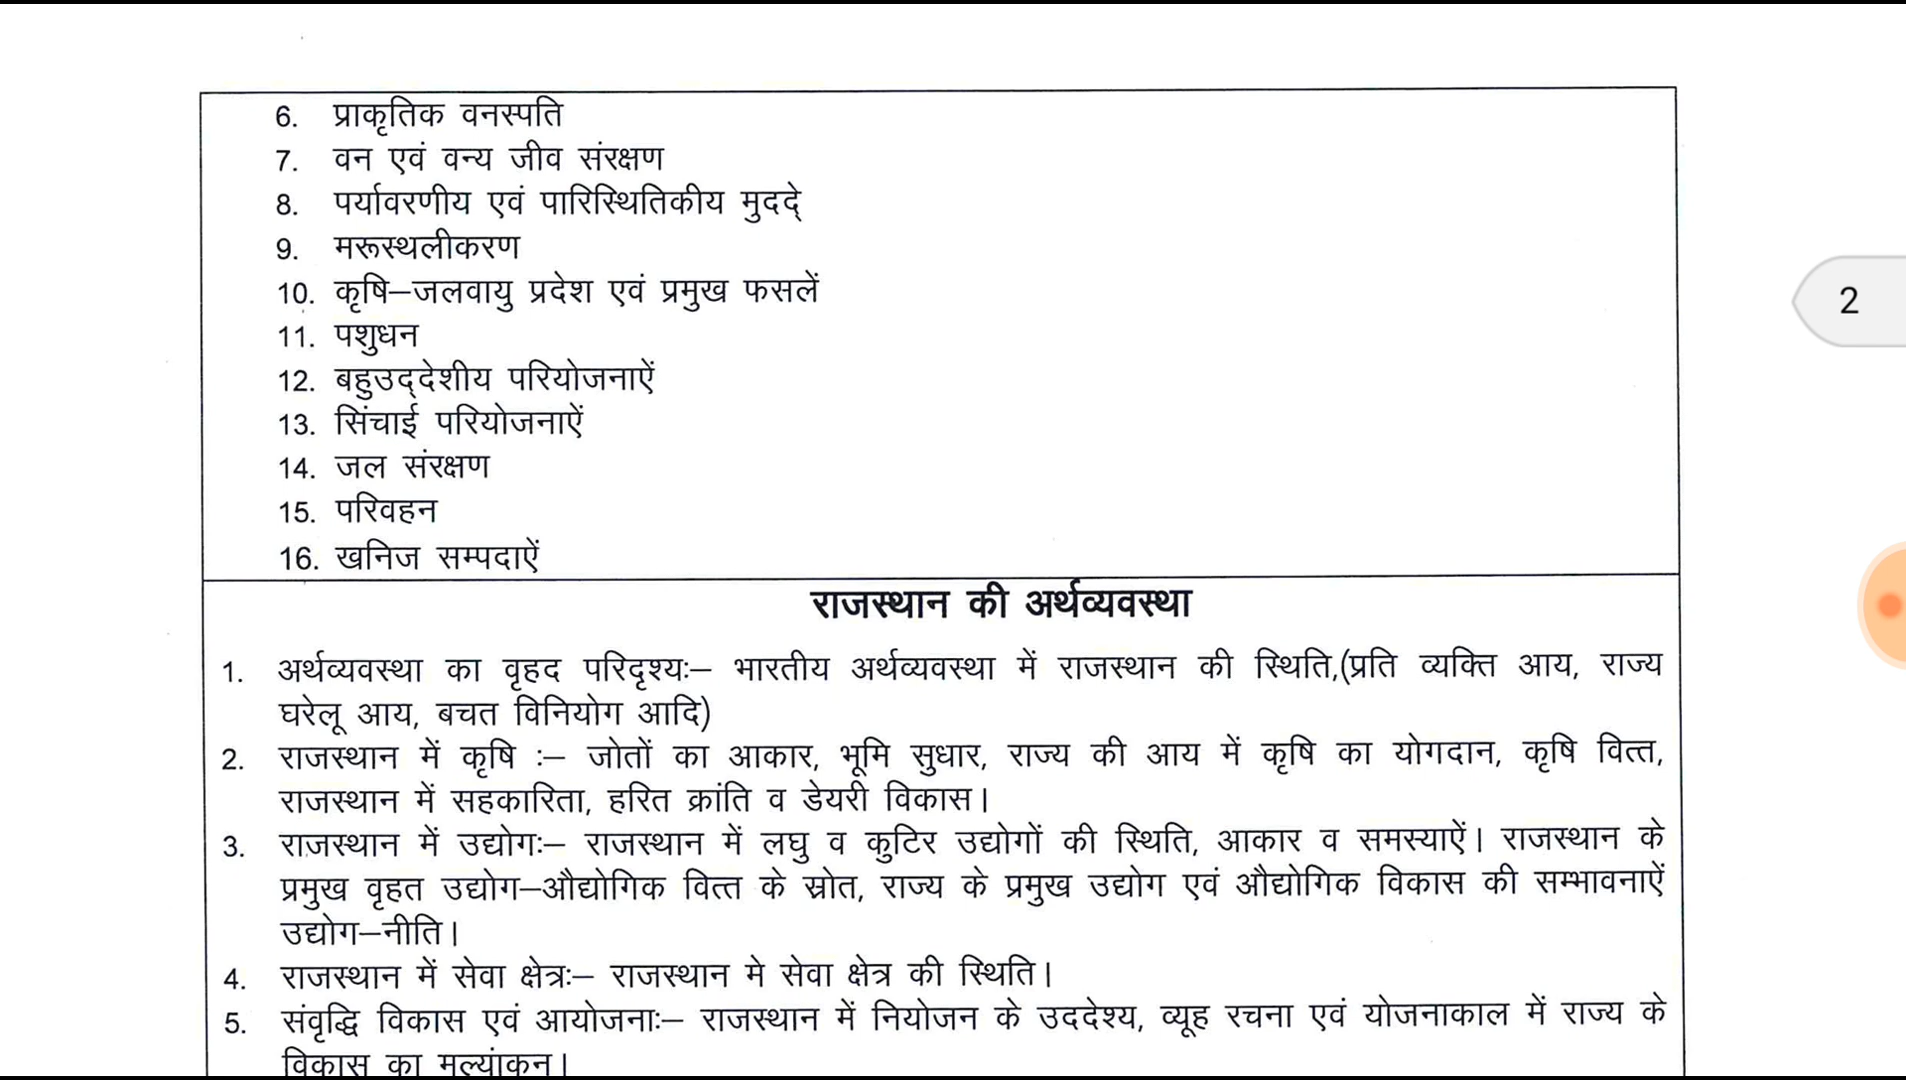 6. प्राकृतिक वनस्पति
7. वन एवं वन्य जीव संरक्षण
8. पर्यावरणीय एवं पारिस्थितिकीय मुददे्
9. मरूस्थलीकरण
10. कृषि–जलवायु प्रदेश एवं प्रमुख फसलें
11. पशुधन
12. बहुउद्देशीय परियोजनाऐं
13. सिंचाई परियोजनाऐं
14. जल संरक्षण
15. परिवहन
16. खनिज सम्पदाऐं
राजस्थान की अर्थव्यवस्था
1. अर्थव्यवस्था का वृहद परिदृश्यः– भारतीय अर्थव्यवस्था में राजस्थान की स्थिति,(प्रति व्यक्ति आय, राज्य
घरेलू आय, बचत विनियोग आदि)
2. राजस्थान में कृषि ः– जोतों का आकार, भूमि सुधार, राज्य की आय में कृषि का योगदान, कृषि वित्त,
राजस्थान में सहकारिता, हरित क्रांति व डेयरी विकास।
3. राजस्थान में उद्योगः– राजस्थान में लघु व कुटिर उद्योगों की स्थिति, आकार व समस्याऐं। राजस्थान के
प्रमुख वृहत उद्योग–औद्योगिक वित्त के स्रोत, राज्य के प्रमुख उद्योग एवं औद्योगिक विकास की सम्भावनाऐं
उद्योग–नीति।
4. राजस्थान में सेवा क्षेत्रः– राजस्थान मे सेवा क्षेत्र की स्थिति।
5. संवृद्धि विकास एवं आयोजनाः– राजस्थान में नियोजन के उददेश्य, व्यूह रचना एवं योजनाकाल में राज्य के
विकास का मूल्यांकन।
2